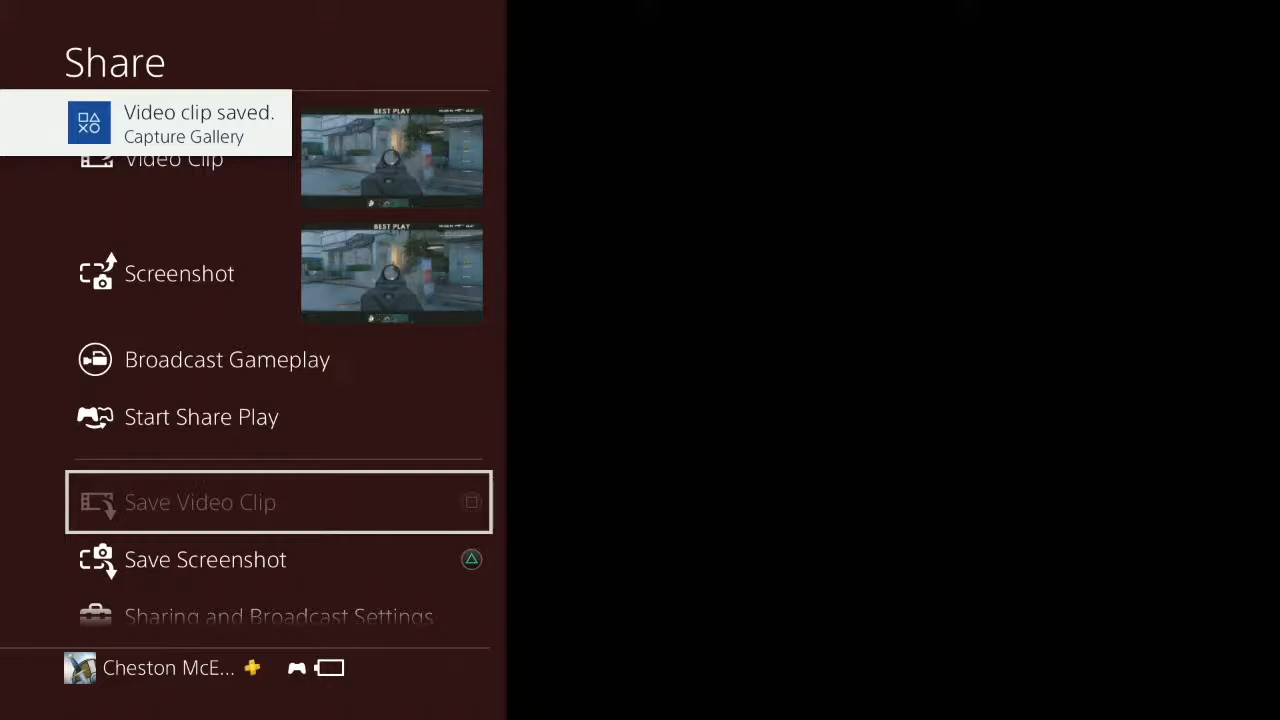 Share
Video clip saved.
Capture Gallery
Video Clip
BEST PLAY
Screenshot
BEST PLAY
Broadcast Gameplay
Start Share Play
Save Video Clip
Save Screenshot
Sharing and Broadcast Settings
Cheston McE...